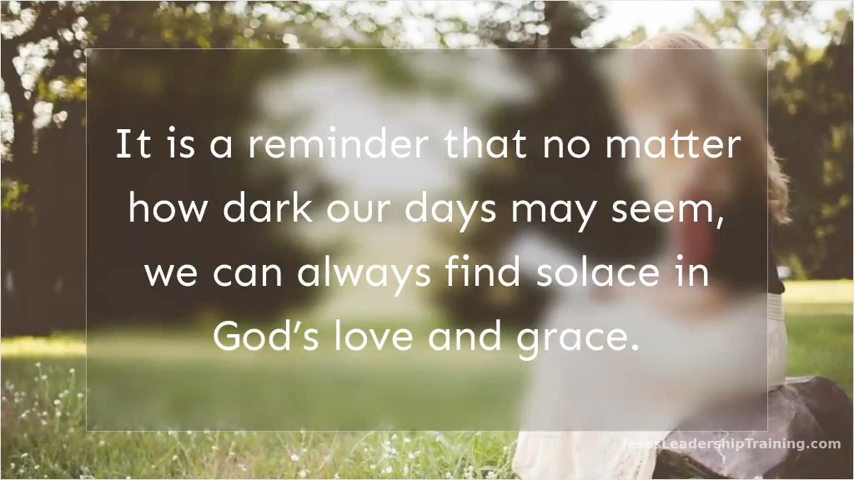 It is a reminder that no matter
how dark our days may seem,
we can always find solace in
God’s love and grace.
JesusLeadershipTraining.com